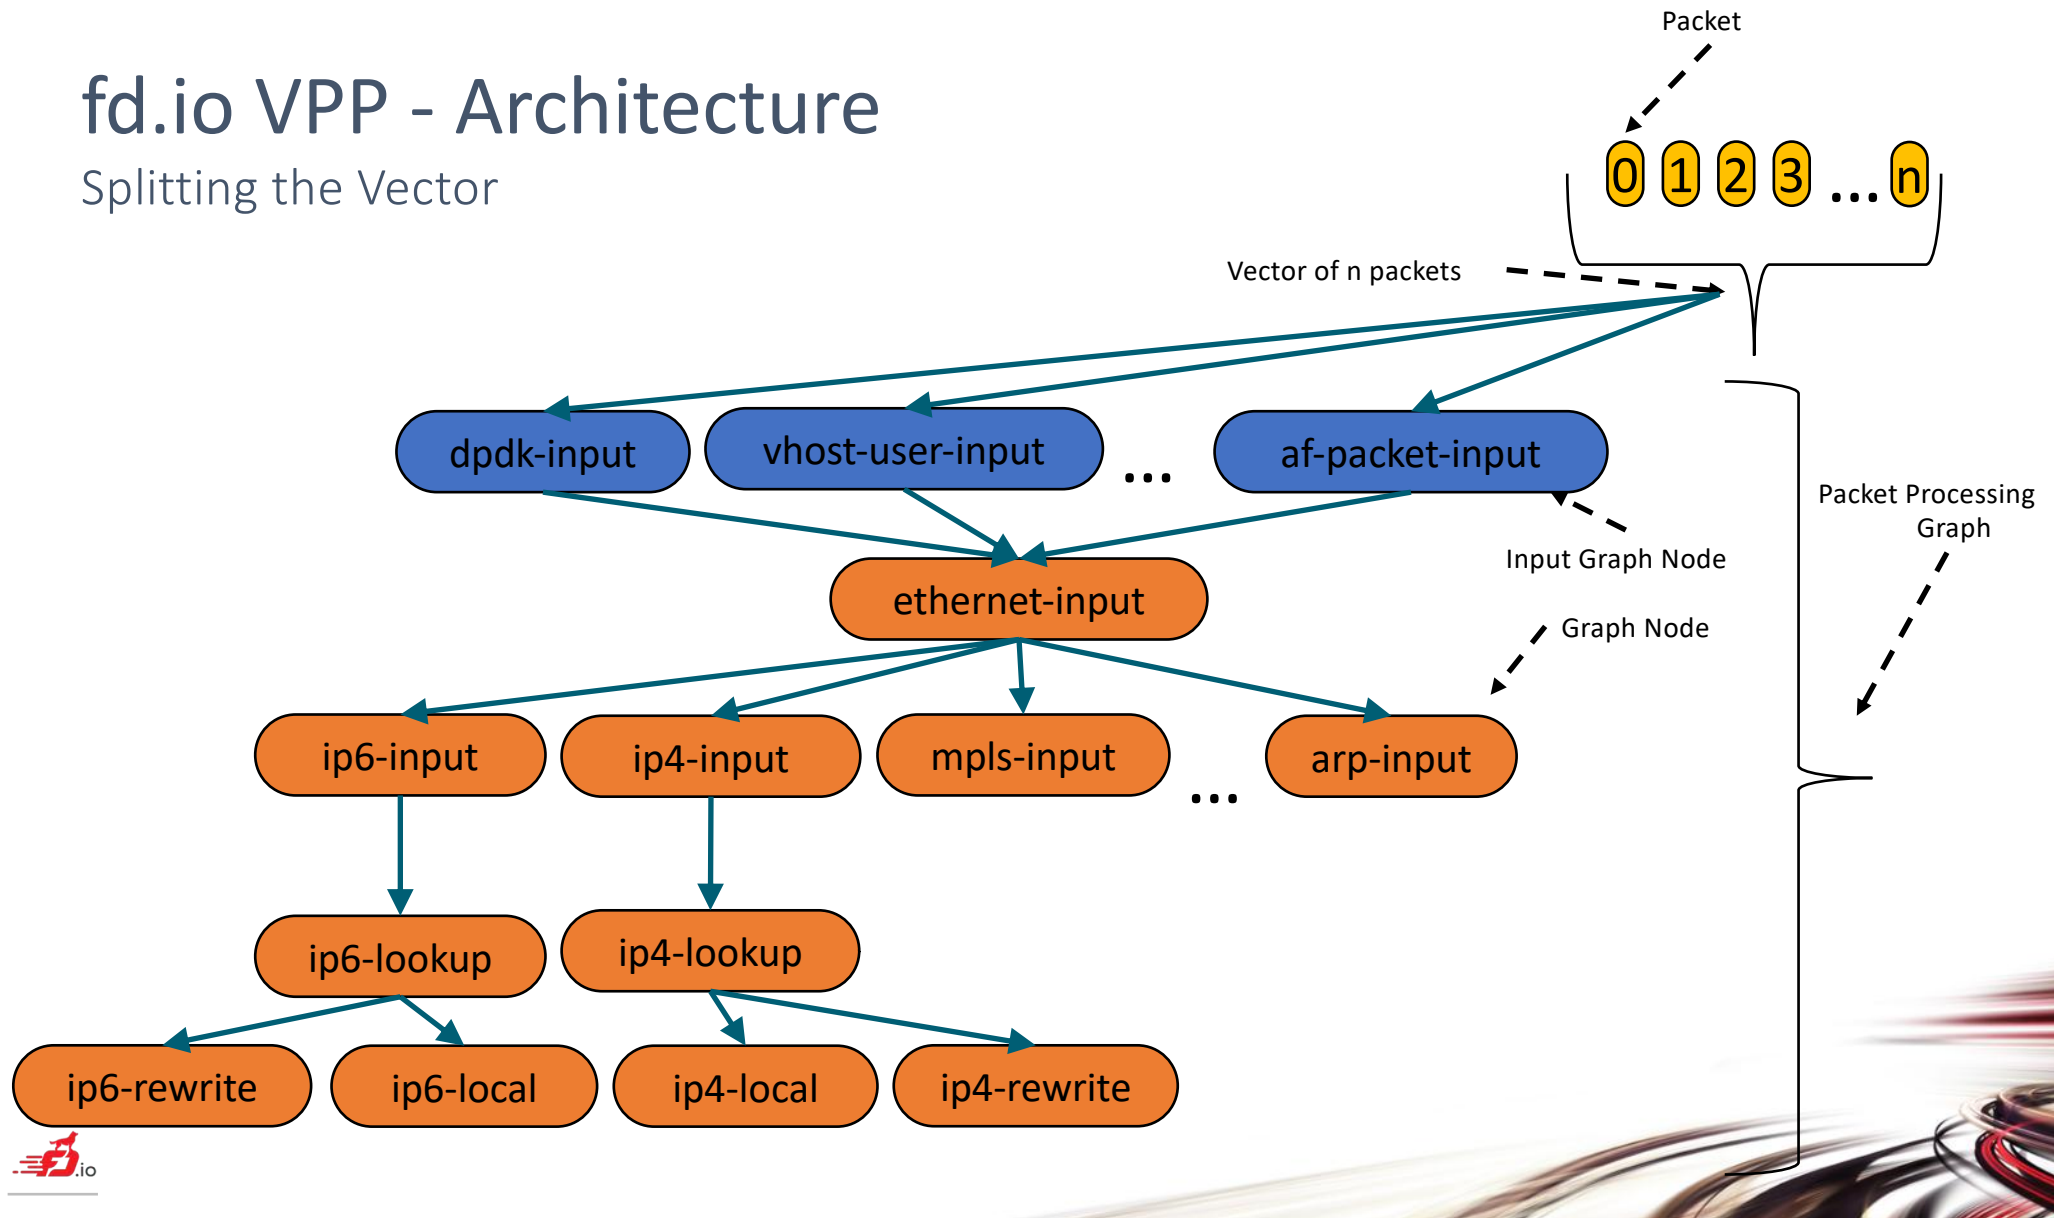 fd.io VPP - Architecture
Splitting the Vector
Packet
0 1 2 3 ... n
Vector of n packets
dpdk-input
vhost-user-input
...
af-packet-input
Packet Processing
Graph
Input Graph Node
ethernet-input
Graph Node
ip6-input
ip4-input
mpls-input
...
arp-input
ip6-lookup
ip4-lookup
ip6-rewrite
ip6-local
ip4-local
ip4-rewrite
FD.io